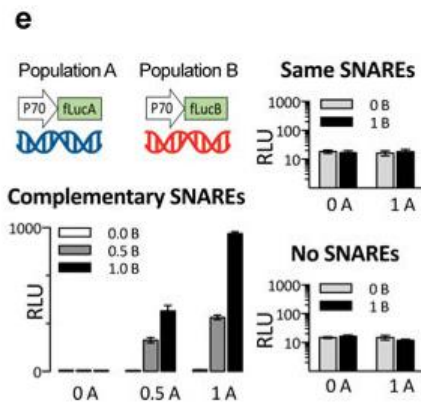 e
Population A
Population B
P70
fLucA
P70
fLucB
Same SNAREs
1000
100
10
RLU
0 B
1 B
0 A
1 A
Complementary SNAREs
1000
0
RLU
0.0 B
0.5 B
1.0 B
0 A
0.5 A
1 A
No SNAREs
1000
100
10
RLU
0 B
1 B
0 A
1 A